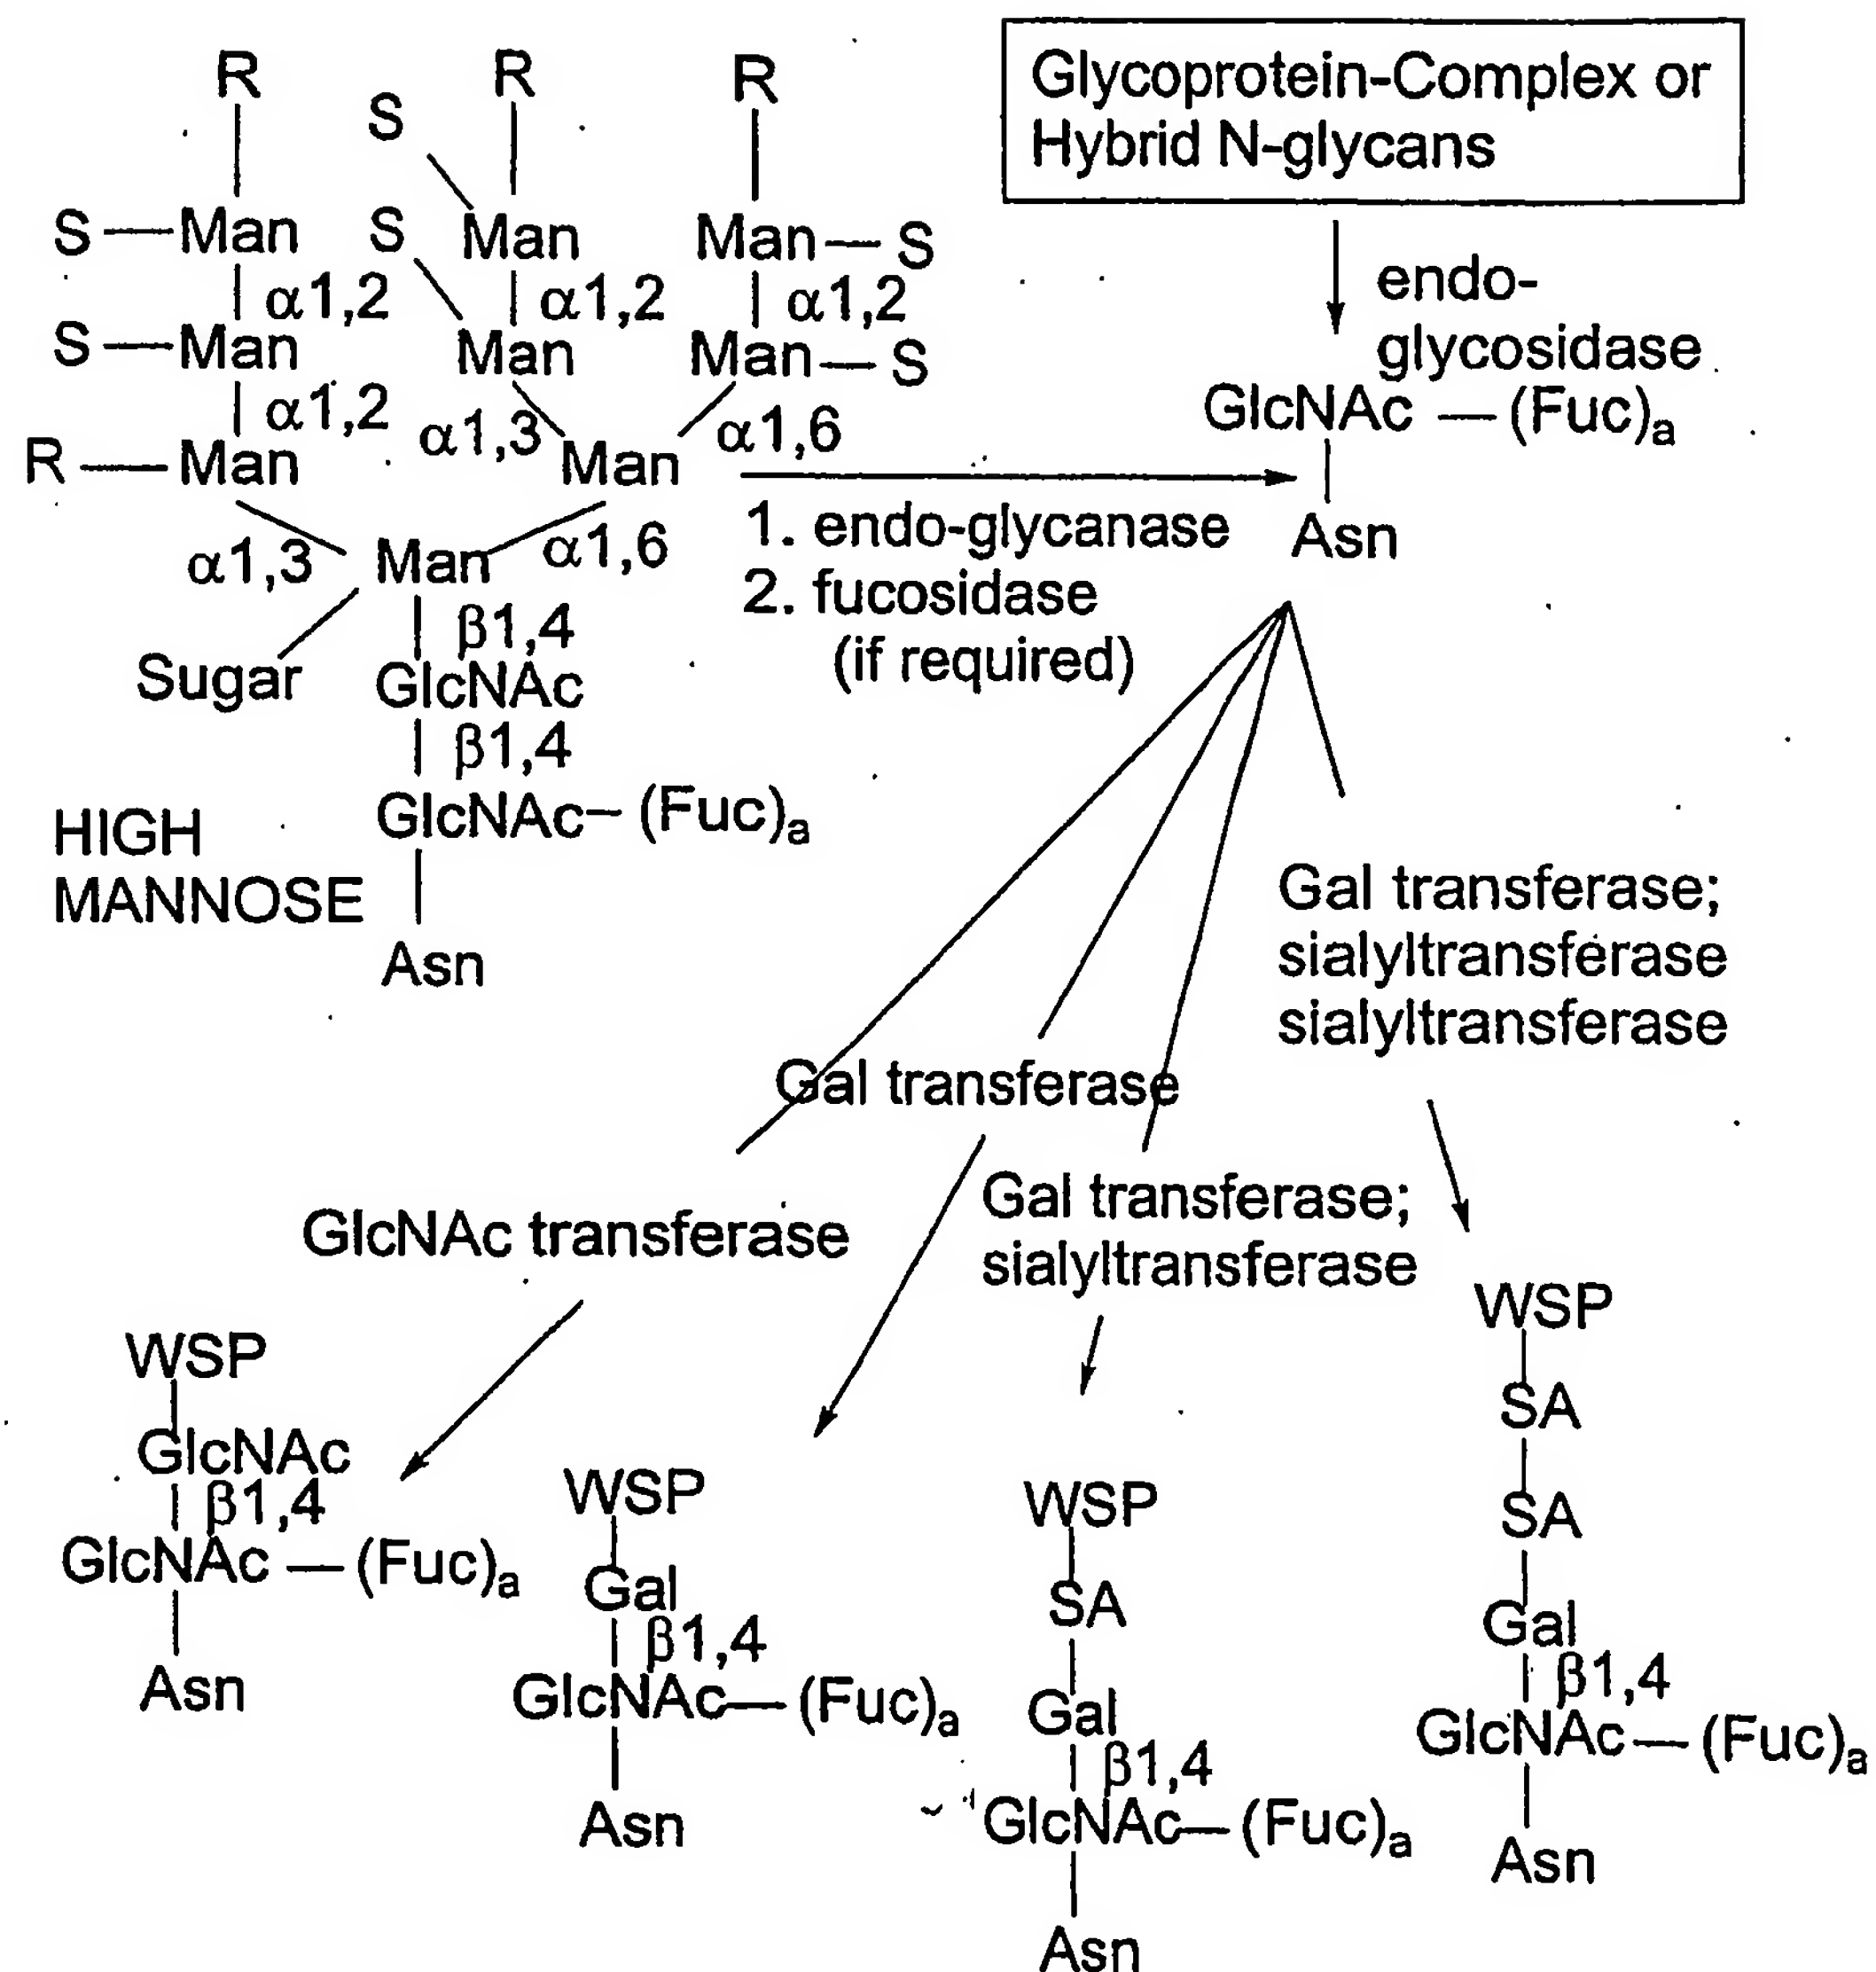 R
R
R
S
Glycoprotein-Complex or
Hybrid N-glycans
S — Man
S
Man
Man — S
α1,2
α1,2
α1,2
endo-
glycosidase
S — Man
Man
Man — S
α1,2
α1,3
α1,6
GlcNAc — (Fuc)a
R — Man
Man
1. endo-glycanase
2. fucosidase
(if required)
Asn
α1,3
Man
α1,6
β1,4
Sugar
GlcNAc
β1,4
GlcNAc – (Fuc)a
HIGH
MANNOSE
Asn
Gal transferase;
sialyltransferase
sialyltransferase
Gal transferase
Gal transferase;
sialyltransferase
GlcNAc transferase
WSP
GlcNAc
β1,4
GlcNAc — (Fuc)a
Asn
WSP
Gal
β1,4
GlcNAc — (Fuc)a
Asn
WSP
SA
Gal
β1,4
GlcNAc — (Fuc)a
Asn
WSP
SA
SA
Gal
β1,4
GlcNAc — (Fuc)a
Asn